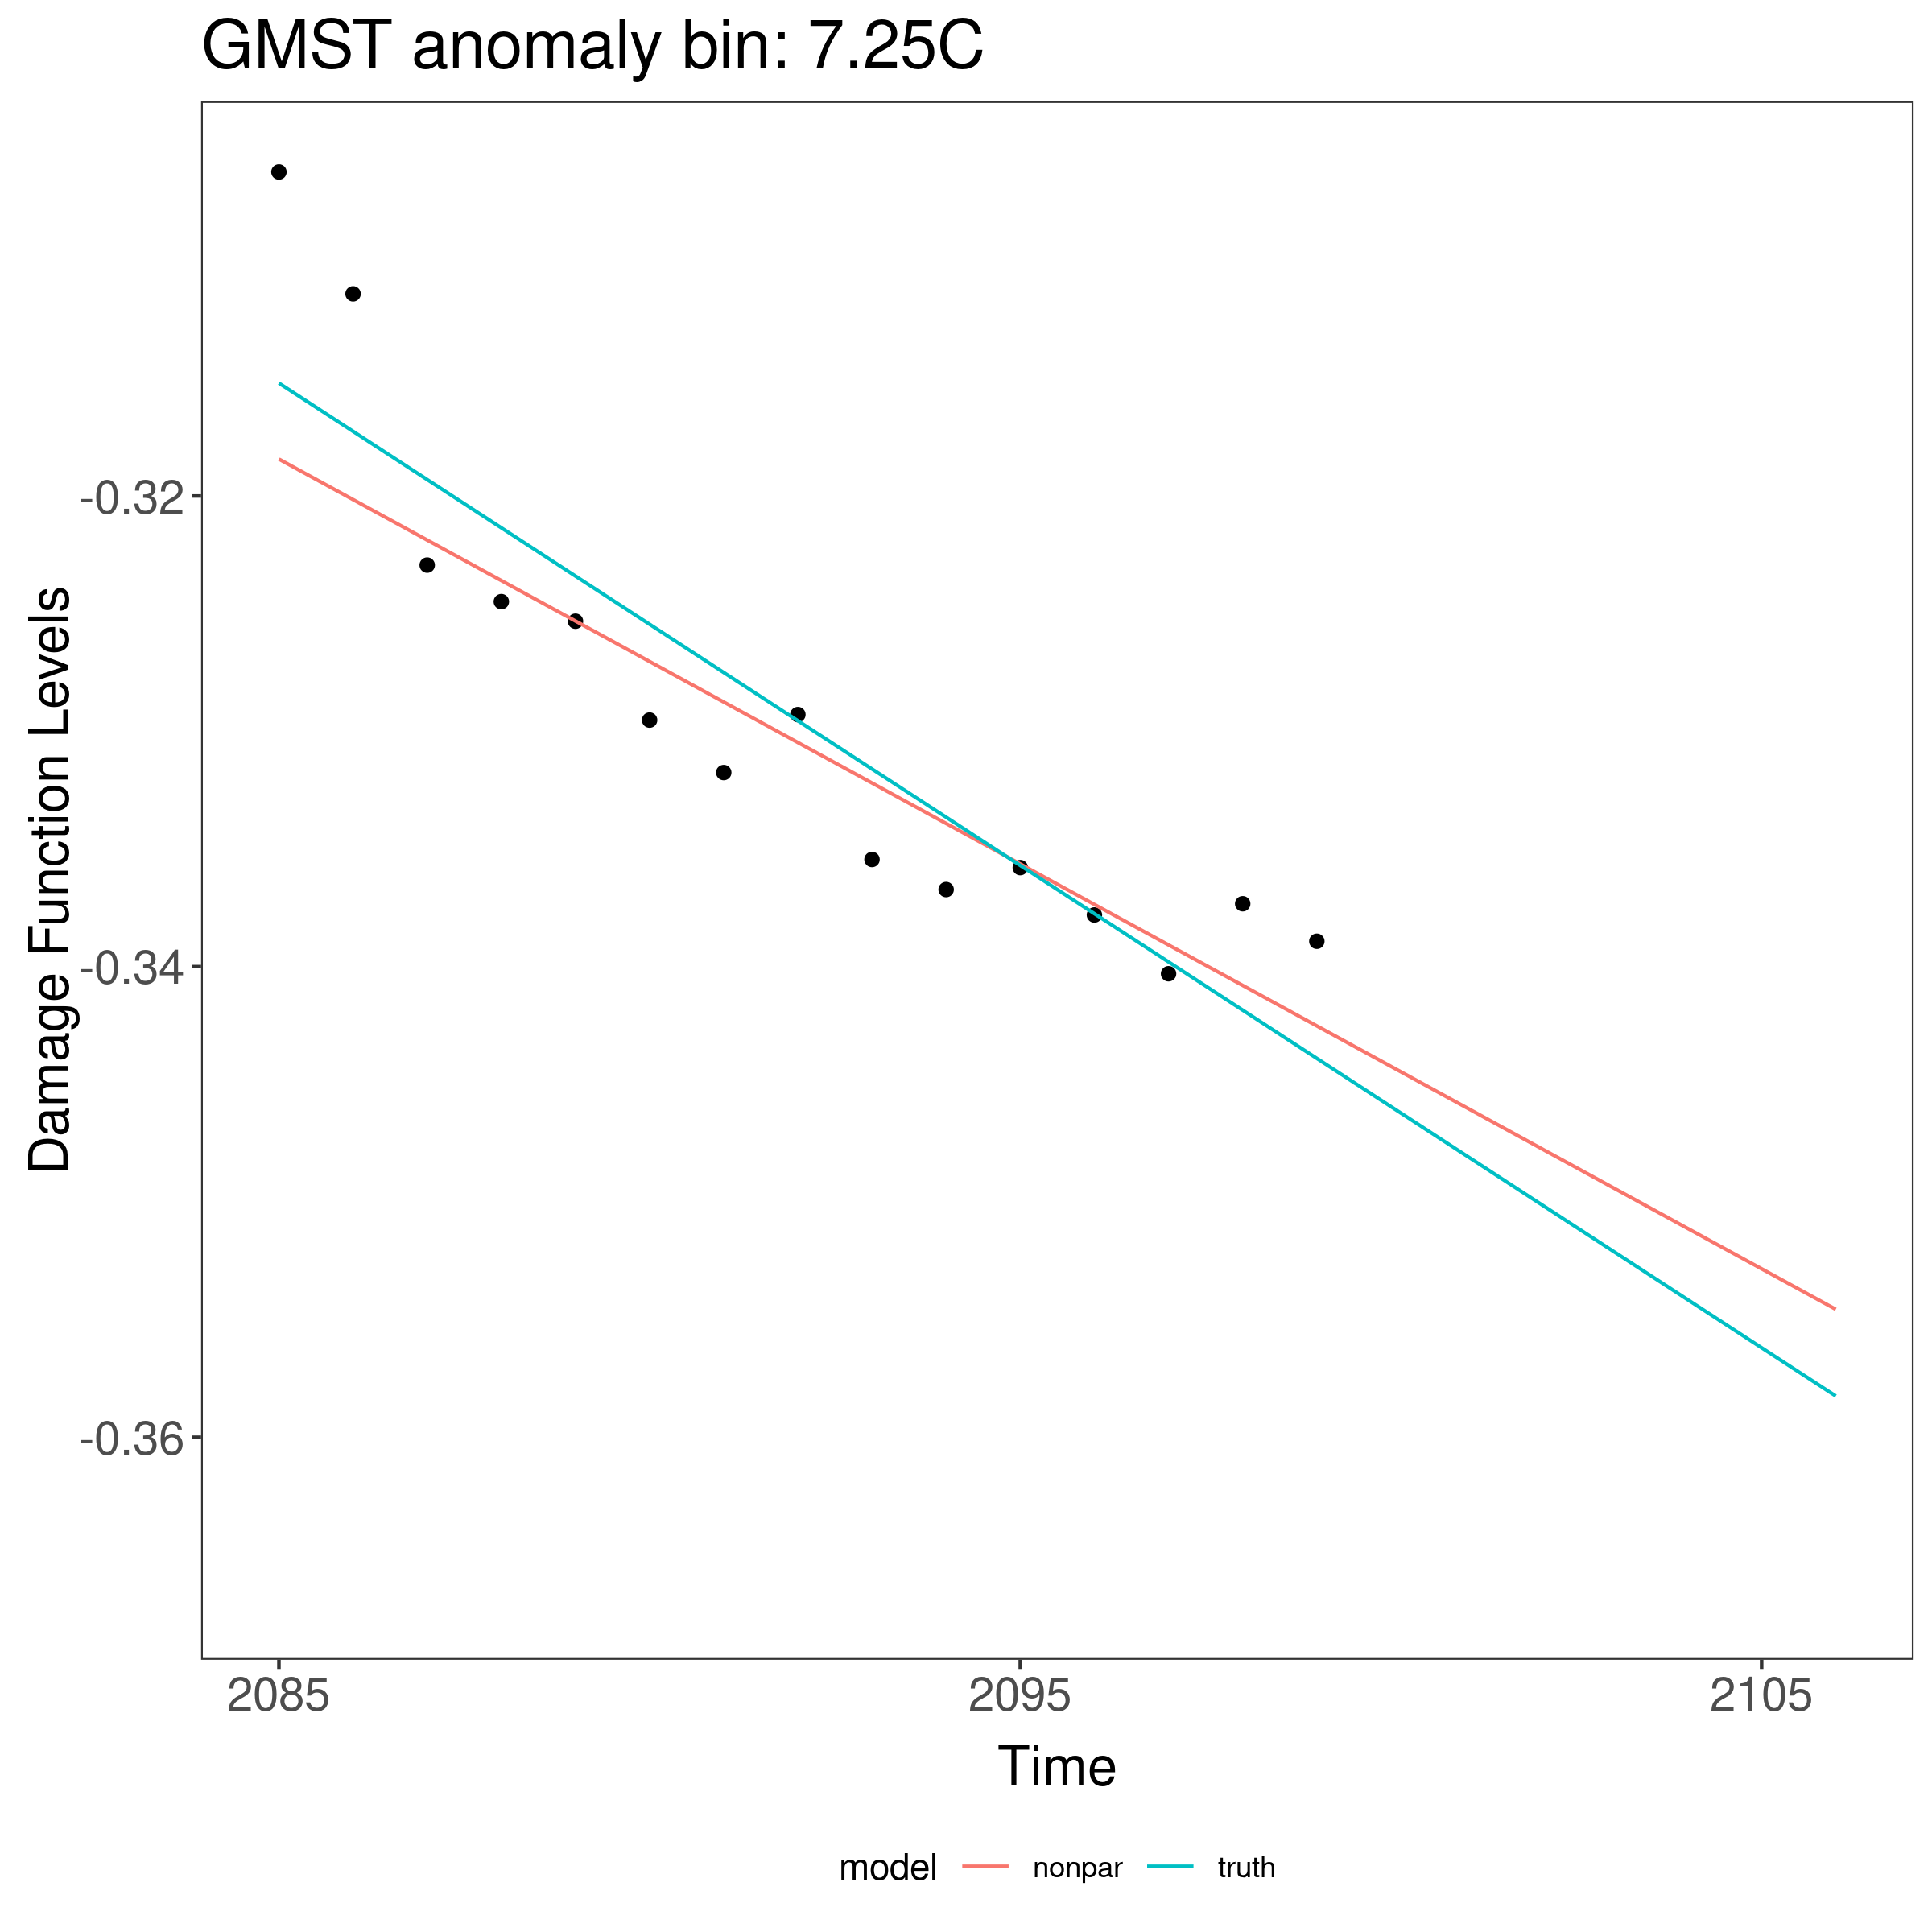 GMST anomaly bin: 7.25C
Damage Function Levels
-0.32
-0.34
-0.36
2085 2095 2105
Time
model nonpar truth